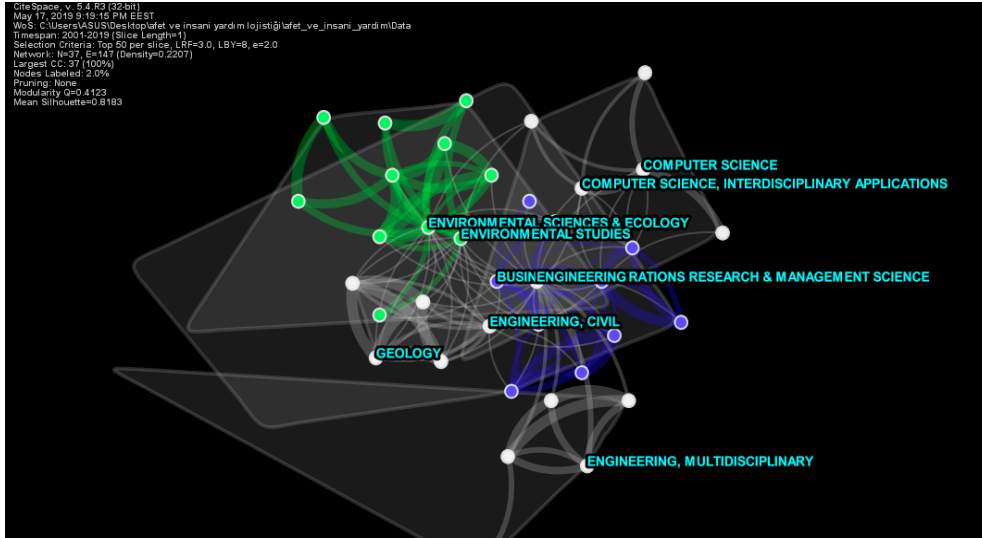 CiteSpace, v. 5.4.R3 (32-bit)
May 17, 2019 9:19:15 PM EEST
WoS: C:\Users\ASUS\Desktop\afet ve insani yardım lojistiği\afet_ve_insani_yardim\Data
Timespan: 2001-2019 (Slice Length=1)
Selection Criteria: Top 50 per slice, LRF=3.0, LBY=8, e=2.0
Network: N=37, E=147 (Density=0.2207)
Largest CC: 37 (100%)
Nodes Labeled: 2.0%
Pruning: None
Modularity Q=0.4123
Mean Silhouette=0.8183
COMPUTER SCIENCE
COMPUTER SCIENCE, INTERDISCIPLINARY APPLICATIONS
ENVIRONMENTAL SCIENCES & ECOLOGY
ENVIRONMENTAL STUDIES
BUSINENGINEERING RATIONS RESEARCH & MANAGEMENT SCIENCE
ENGINEERING, CIVIL
GEOLOGY
ENGINEERING, MULTIDISCIPLINARY